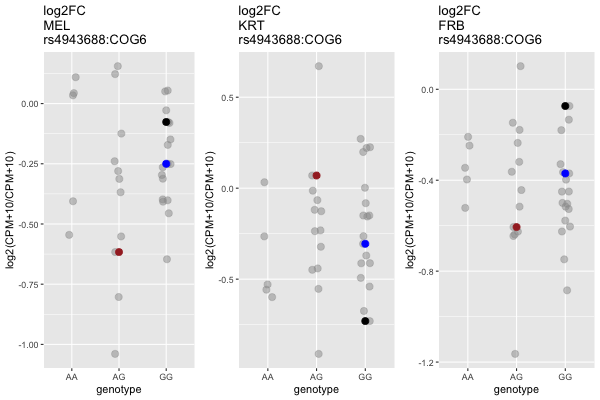 log2FC
MEL
rs4943688:COG6
0.00
-0.25
-0.50
-0.75
-1.00
log2(CPM+10/CPM+10)
AA AG GG
genotype
log2FC
KRT
rs4943688:COG6
0.5
0.0
-0.5
log2(CPM+10/CPM+10)
AA AG GG
genotype
log2FC
FRB
rs4943688:COG6
0.0
-0.4
-0.8
-1.2
log2(CPM+10/CPM+10)
AA AG GG
genotype